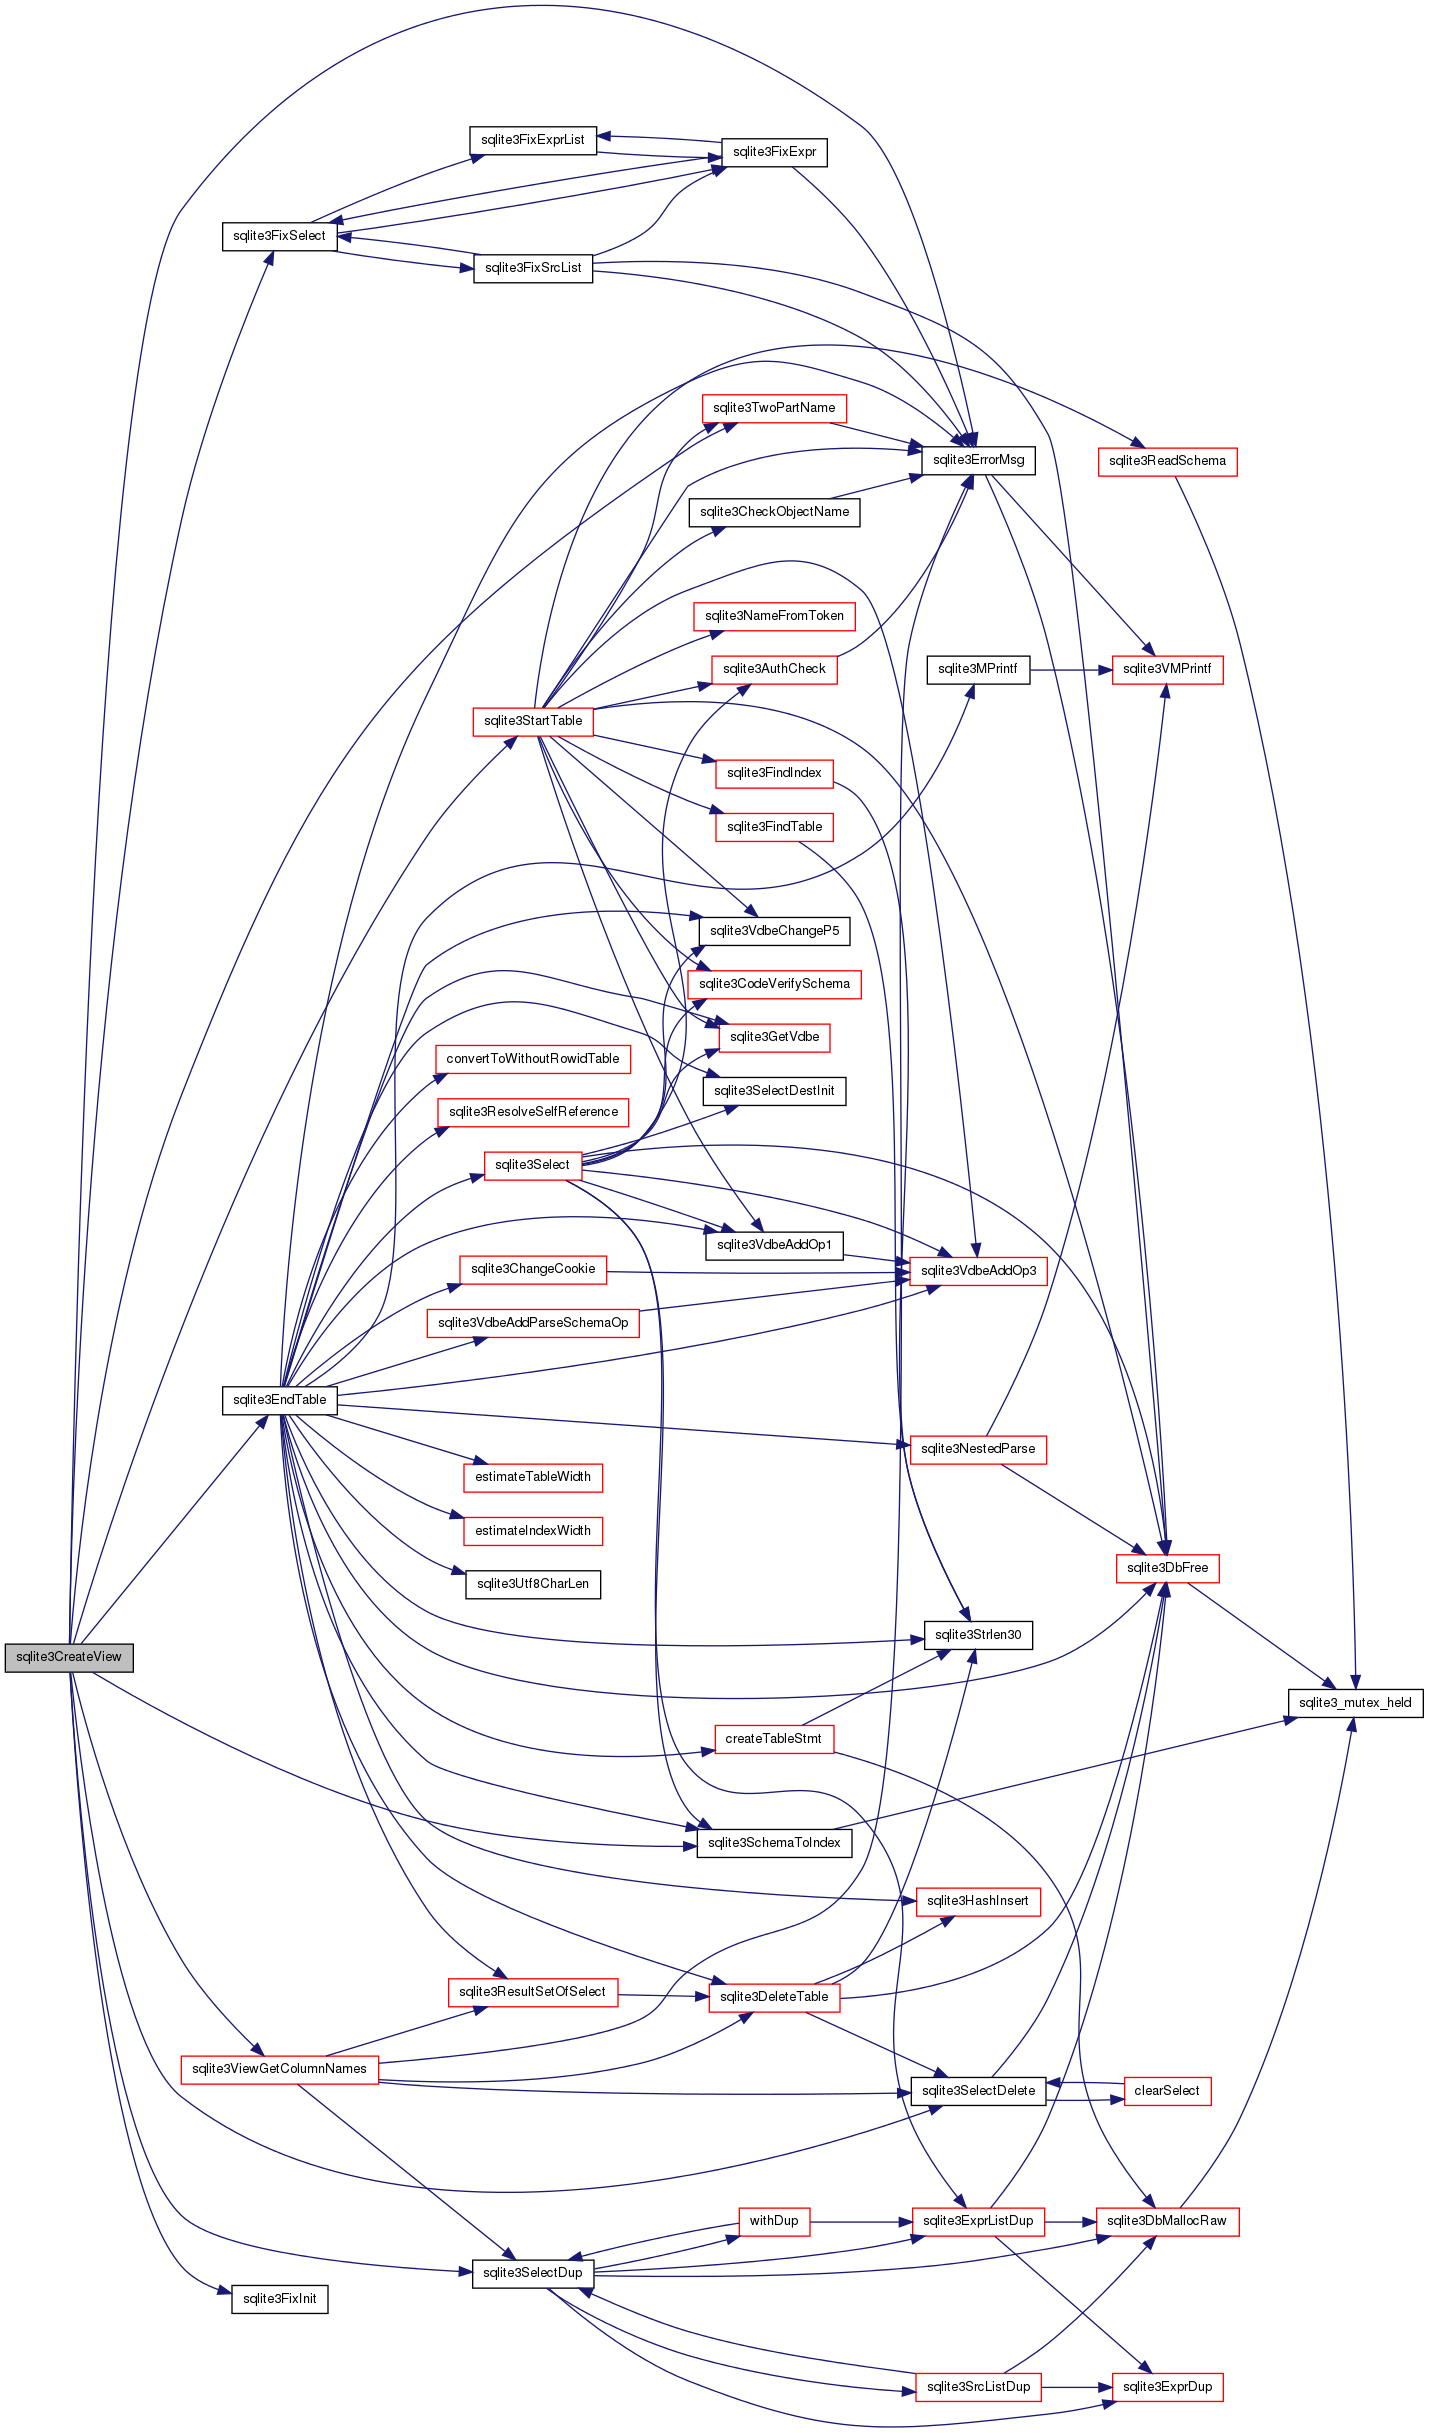 sqlite3FixExprList
sqlite3FixExpr
sqlite3FixSelect
sqlite3FixSrcList
sqlite3TwoPartName
sqlite3ErrorMsg
sqlite3ReadSchema
sqlite3CheckObjectName
sqlite3NameFromToken
sqlite3AuthCheck
sqlite3MPrintf
sqlite3VMPrintf
sqlite3StartTable
sqlite3FindIndex
sqlite3FindTable
sqlite3VdbeChangeP5
sqlite3CodeVerifySchema
sqlite3GetVdbe
convertToWithoutRowidTable
sqlite3SelectDestInit
sqlite3ResolveSelfReference
sqlite3Select
sqlite3VdbeAddOp1
sqlite3ChangeCookie
sqlite3VdbeAddOp3
sqlite3VdbeAddParseSchemaOp
sqlite3EndTable
sqlite3NestedParse
estimateTableWidth
estimateIndexWidth
sqlite3DbFree
sqlite3Utf8CharLen
sqlite3Strlen30
sqlite3CreateView
sqlite3_mutex_held
createTableStmt
sqlite3SchemaToIndex
sqlite3HashInsert
sqlite3ResultSetOfSelect
sqlite3DeleteTable
sqlite3ViewGetColumnNames
sqlite3SelectDelete
clearSelect
withDup
sqlite3ExprListDup
sqlite3DbMallocRaw
sqlite3SelectDup
sqlite3FixInit
sqlite3SrcListDup
sqlite3ExprDup